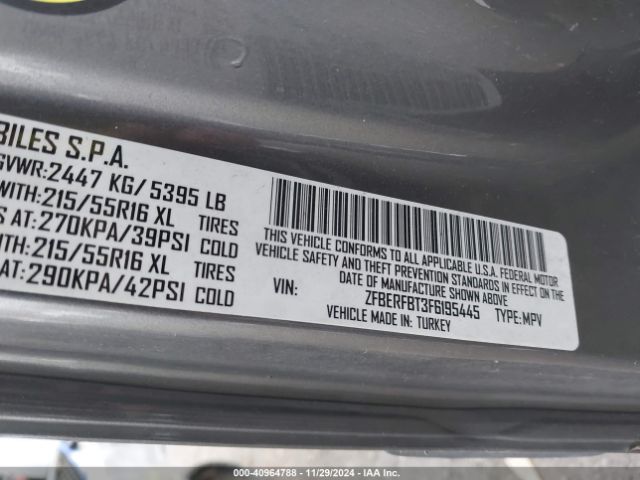 BILES S.P.A.
GVWR:2447 KG/ 5395 LB
WITH:215/55R16 XL TIRES
S AT:270KPA/39PSI COLD
ITH:215/55R16 XL TIRES
AT:290KPA/42PSI COLD
THIS VEHICLE CONFORMS TO ALL APPLICABLE U.S.A. FEDERAL MOTOR
VEHICLE SAFETY AND THEFT PREVENTION STANDARDS IN EFFECT ON THE
DATE OF MANUFACTURE SHOWN ABOVE
VIN: ZFBERFBT3F6195445 TYPE:MPV
VEHICLE MADE IN: TURKEY
000-40964788 - 11/29/2024 - IAA Inc.